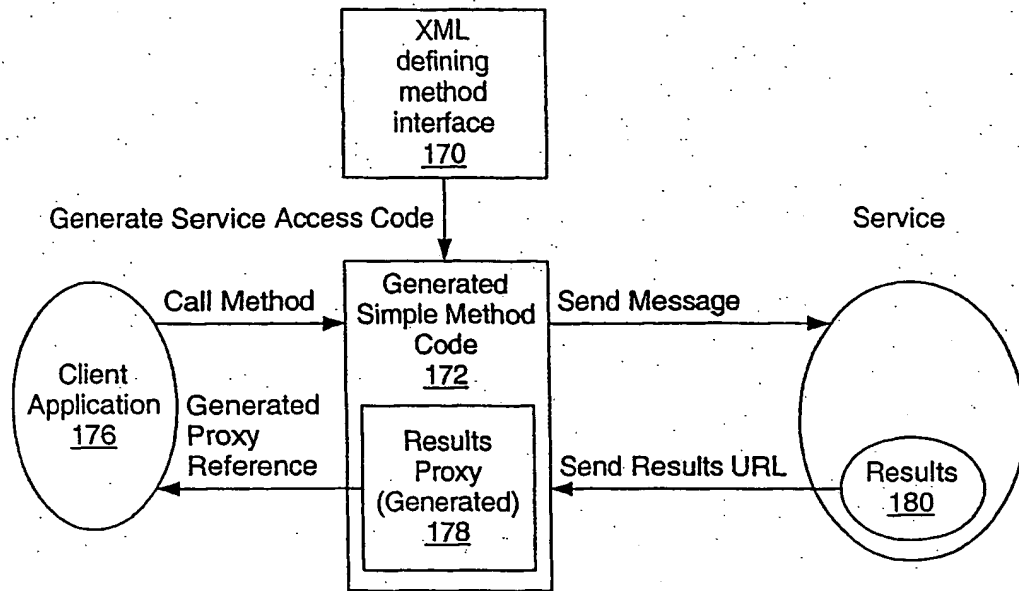 XML
defining
method
interface
170
Generate Service Access Code
Service
Call Method
Generated
Simple Method
Code
172
Send Message
Client
Application
176
Generated
Proxy
Reference
Results
Proxy
(Generated)
178
Send Results URL
Results
180